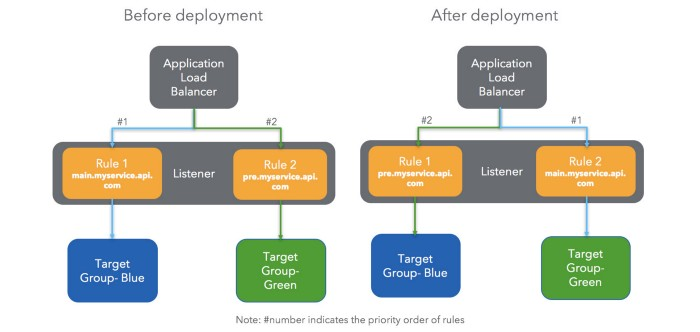 Before deployment
After deployment
Application
Load
Balancer
#1
#2
Rule 1
main.myservice.api.
com
Listener
Rule 2
pre.myservice.api.
com
Target
Group- Blue
Target
Group-
Green
Application
Load
Balancer
#2
#1
Rule 1
pre.myservice.api.
com
Listener
Rule 2
main.myservice.api.
com
Target
Group- Blue
Target
Group-
Green
Note: #number indicates the priority order of rules